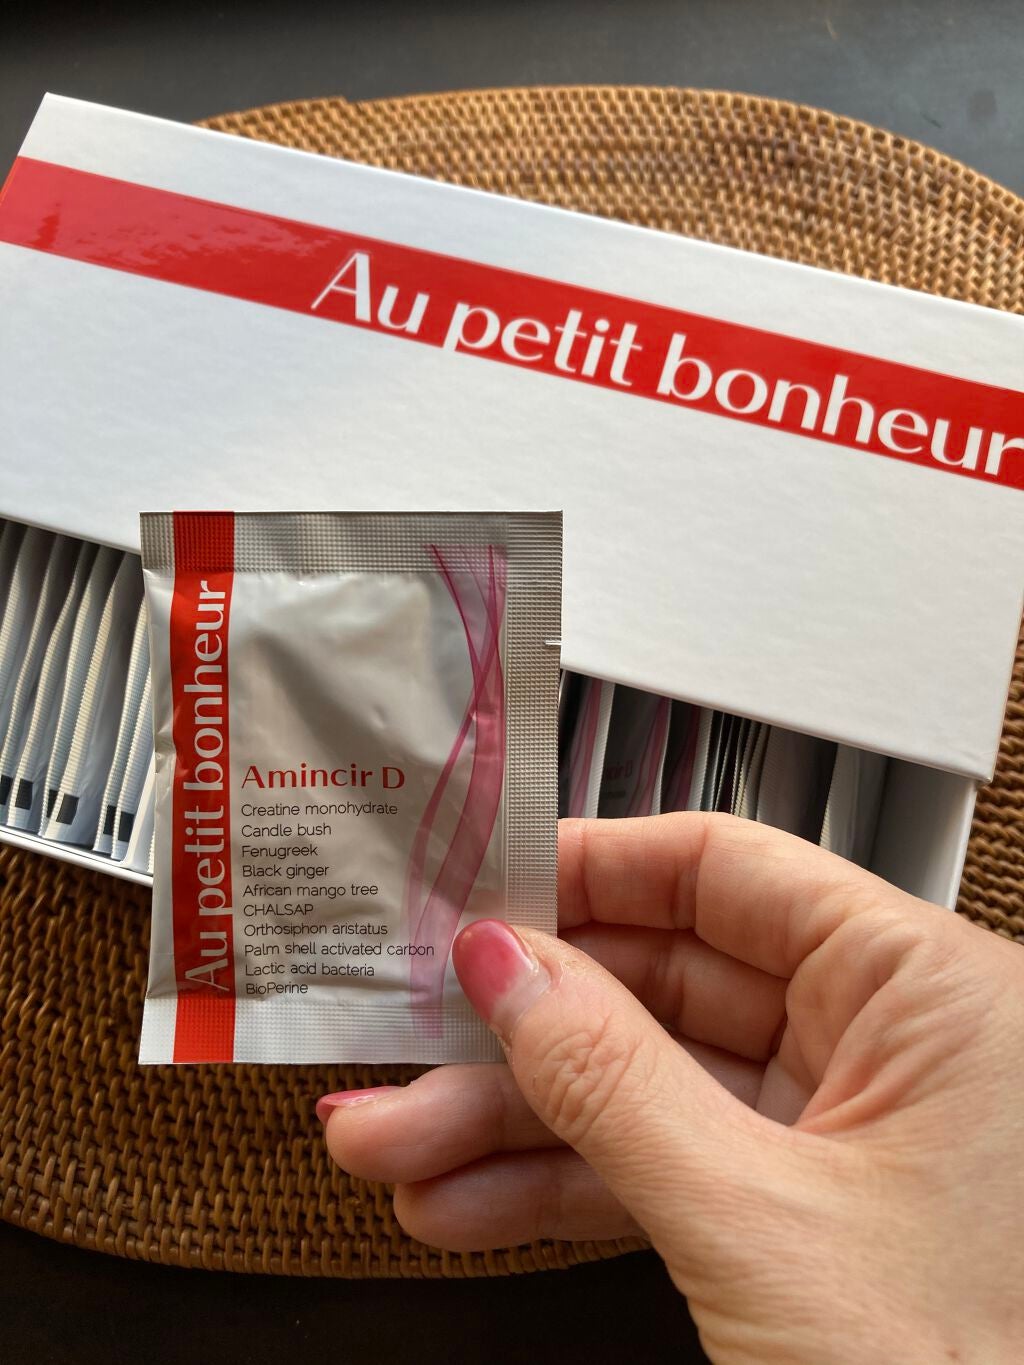 Au petit bonheur
Au petit bonheur
Amincir D
Creatine monohydrate
Candle bush
Fenugreek
Black ginger
African mango tree
CHALSAP
Orthosiphon aristatus
Palm shell activated carbon
Lactic acid bacteria
BioPerine